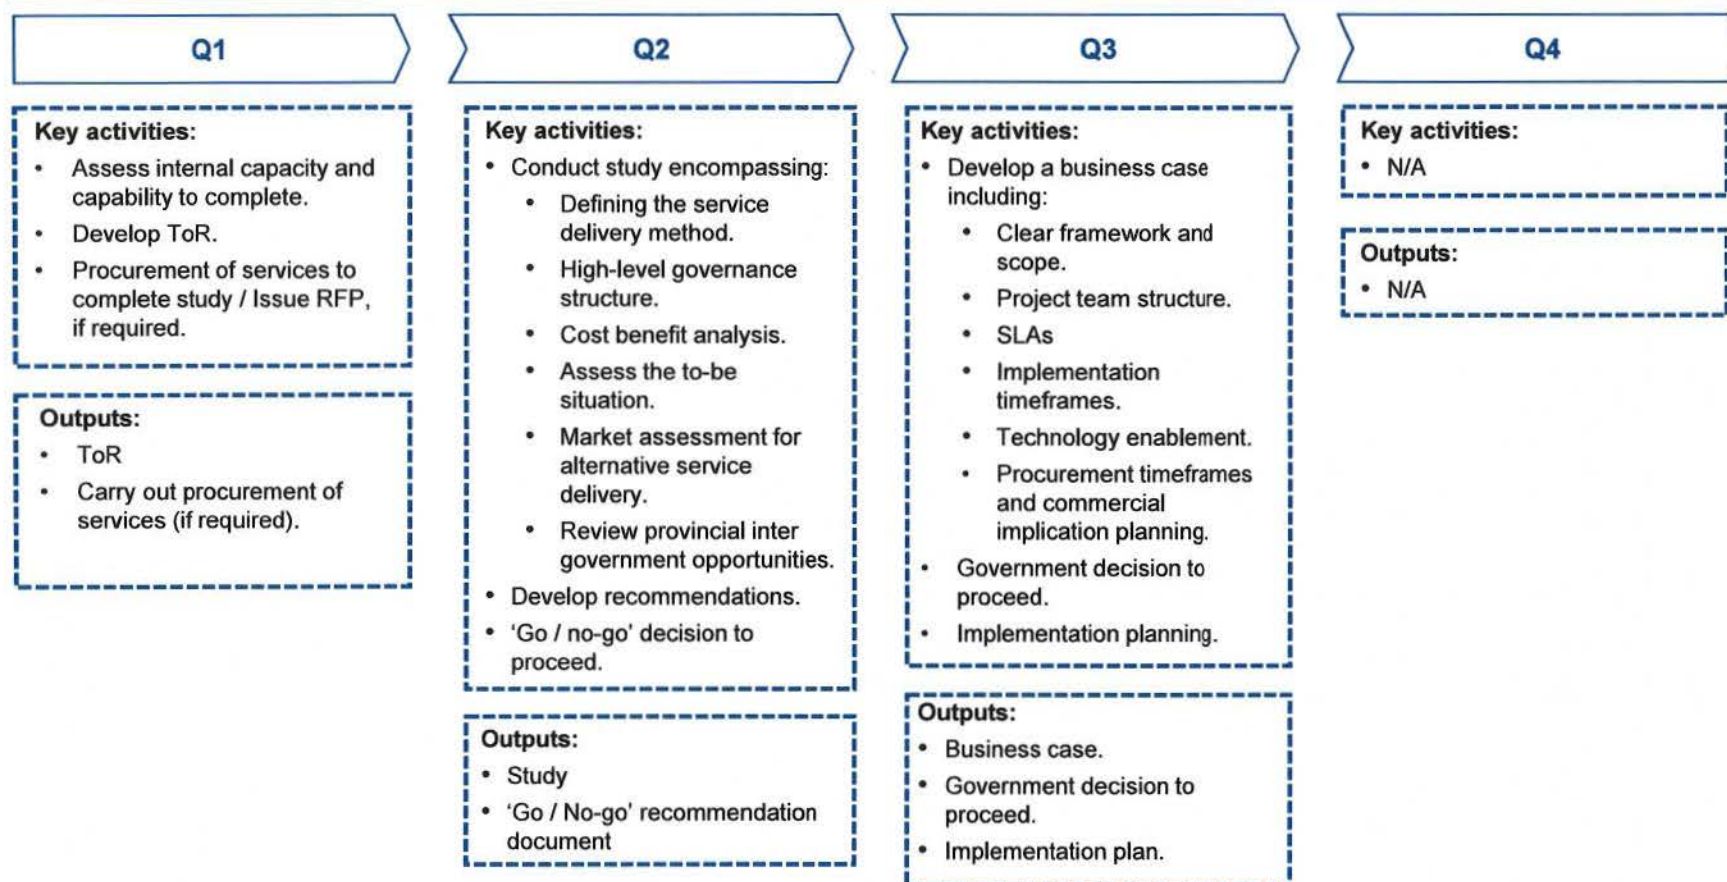 Q1
Q2
Q3
Q4
Key activities:
• Assess internal capacity and
capability to complete.
• Develop ToR.
• Procurement of services to
complete study / Issue RFP,
if required.
Outputs:
• ToR
• Carry out procurement of
services (if required).
Key activities:
• Conduct study encompassing:
• Defining the service
delivery method.
• High-level governance
structure.
• Cost benefit analysis.
• Assess the to-be
situation.
• Market assessment for
alternative service
delivery.
• Review provincial inter
government opportunities.
• Develop recommendations.
• ‘Go / no-go’ decision to
proceed.
Outputs:
• Study
• ‘Go / No-go’ recommendation
document
Key activities:
• Develop a business case
including:
• Clear framework and
scope.
• Project team structure.
• SLAs
• Implementation
timeframes.
• Technology enablement.
• Procurement timeframes
and commercial
implication planning.
• Government decision to
proceed.
• Implementation planning.
Outputs:
• Business case.
• Government decision to
proceed.
• Implementation plan.
Key activities:
• N/A
Outputs:
• N/A